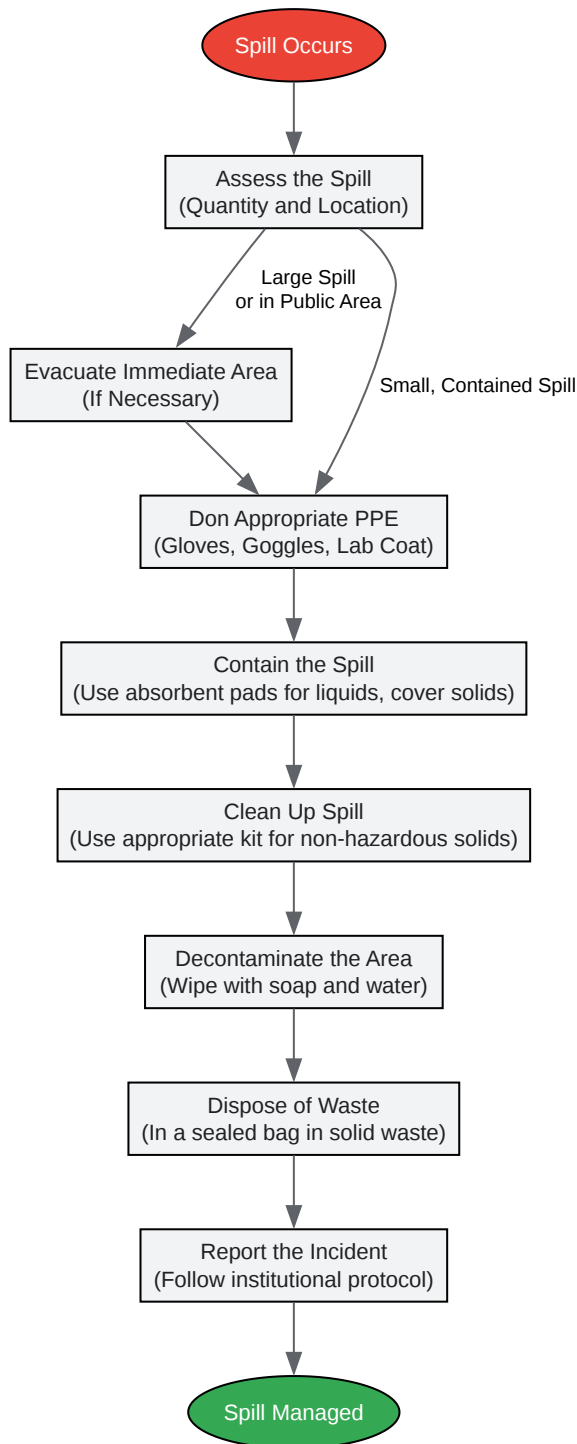 Spill Occurs
Assess the Spill
(Quantity and Location)
Large Spill
or in Public Area
Evacuate Immediate Area
(If Necessary)
Small, Contained Spill
Don Appropriate PPE
(Gloves, Goggles, Lab Coat)
Contain the Spill
(Use absorbent pads for liquids, cover solids)
Clean Up Spill
(Use appropriate kit for non-hazardous solids)
Decontaminate the Area
(Wipe with soap and water)
Dispose of Waste
(In a sealed bag in solid waste)
Report the Incident
(Follow institutional protocol)
Spill Managed